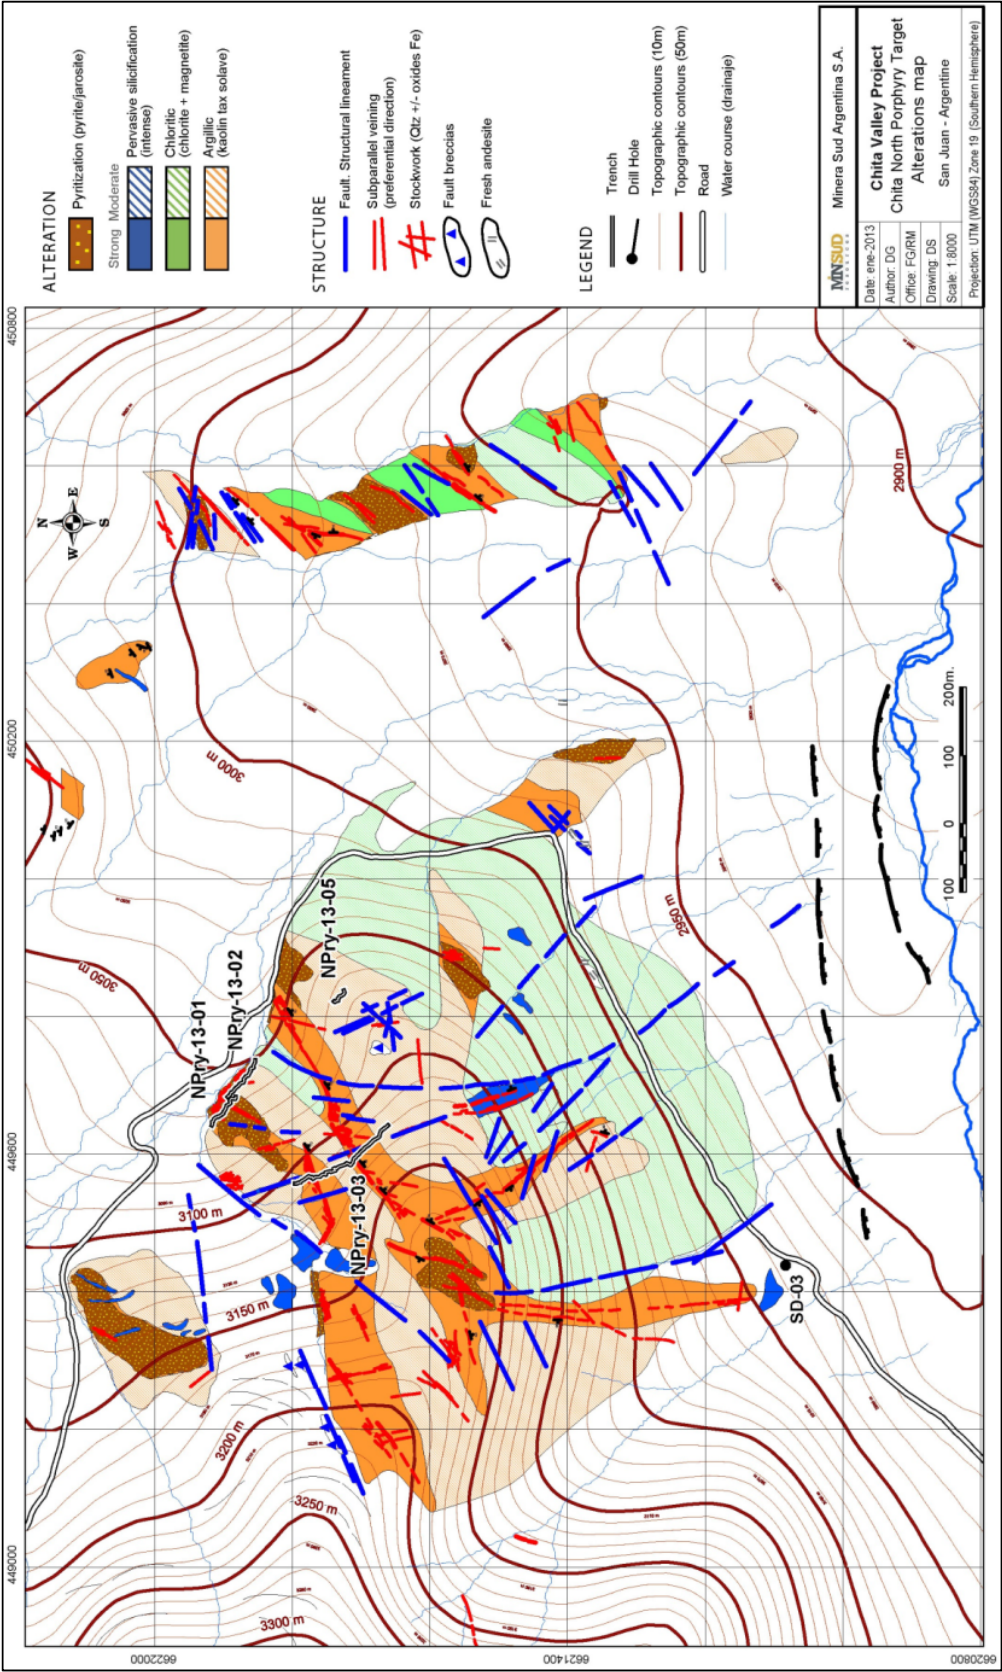 ALTERATION
Pyritization (pyrite/jarosite)
Strong Moderate
Pervasive silicification
(intense)
Chloritic
(chlorite + magnetite)
Argillic
(kaolin tax solave)
STRUCTURE
Fault. Structural lineament
Subparallel veining
(preferential direction)
Stockwork (Qtz +/- oxides Fe)
Fault breccias
Fresh andesite
LEGEND
Trench
Drill Hole
Topographic contours (10m)
Topographic contours (50m)
Road
Water course (drainaje)
MINSUD
Minera Sud Argentina S.A.
Date: ene-2013
Author: DG
Office: FG/RM
Drawing: DS
Scale: 1:8000
Chita Valley Project
Chita North Porphyry Target
Alterations map
San Juan - Argentine
Projection: UTM (WGS84) Zone 19 (Southern Hemisphere)
449000
449600
450200
450800
6622000
6621400
6620800
N
W E
S
3050 m
3000 m
NPry-13-01
NPry-13-02
NPry-13-05
NPry-13-03
3100 m
3150 m
3200 m
3250 m
3300 m
2950 m
2900 m
SD-03
100 0 100 200m.